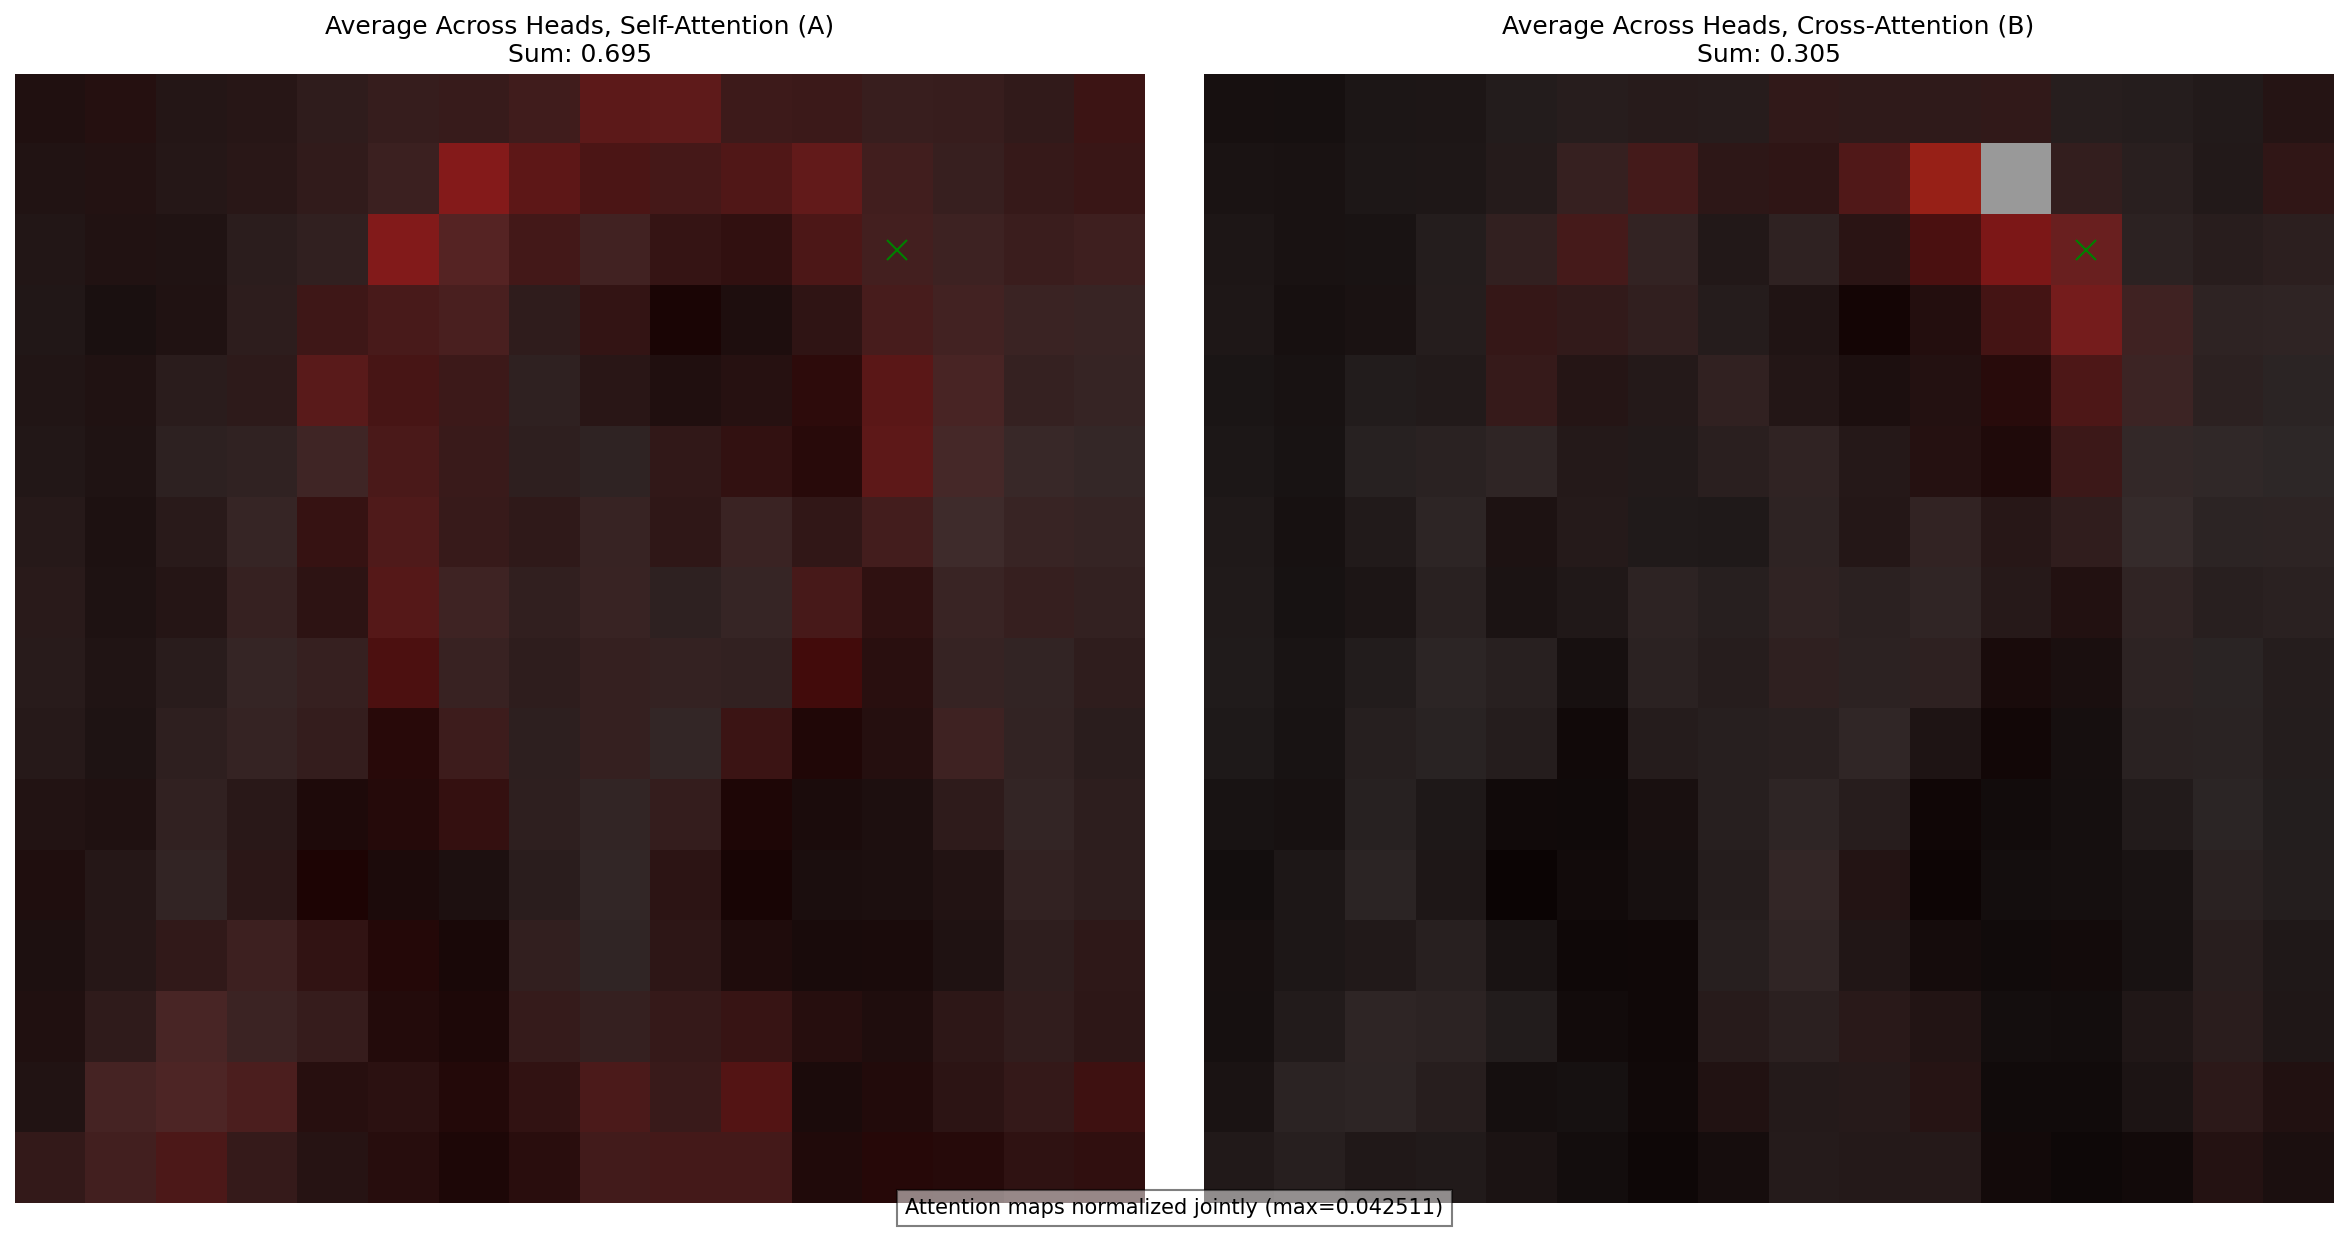 Average Across Heads, Self-Attention (A)
Sum: 0.695
Average Across Heads, Cross-Attention (B)
Sum: 0.305
Attention maps normalized jointly (max=0.042511)